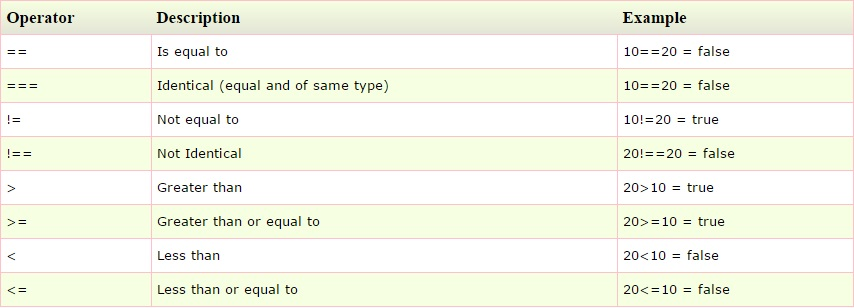 Operator Description Example
== Is equal to 10==20 = false
=== Identical (equal and of same type) 10==20 = false
!= Not equal to 10!=20 = true
!== Not Identical 20!==20 = false
> Greater than 20>10 = true
>= Greater than or equal to 20>=10 = true
< Less than 20<10 = false
<= Less than or equal to 20<=10 = false